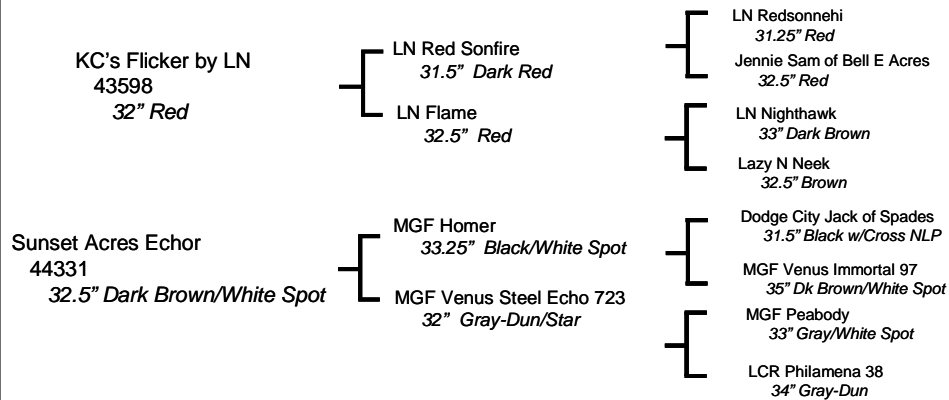 KC's Flicker by LN
43598
32” Red
LN Red Sonfire
31.5” Dark Red
LN Flame
32.5” Red
LN Redsonnehi
31.25” Red
Jennie Sam of Bell E Acres
32.5” Red
LN Nighthawk
33” Dark Brown
Lazy N Neek
32.5” Brown
Sunset Acres Echor
44331
32.5” Dark Brown/White Spot
MGF Homer
33.25” Black/White Spot
MGF Venus Steel Echo 723
32” Gray-Dun/Star
Dodge City Jack of Spades
31.5” Black w/Cross NLP
MGF Venus Immortal 97
35” Dk Brown/White Spot
MGF Peabody
33” Gray/White Spot
LCR Philamena 38
34” Gray-Dun